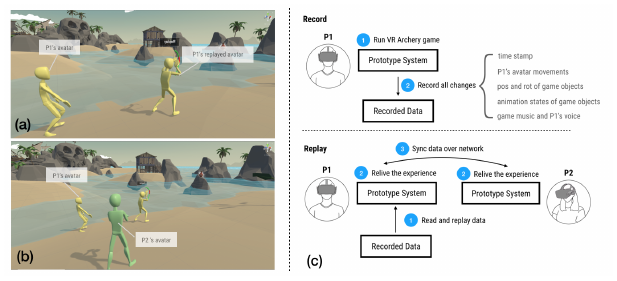 P1's avatar
P1's replayed avatar
(a)
P1's avatar
P2 's avatar
(b)
Record
P1
1 Run VR Archery game
Prototype System
2 Record all changes
Recorded Data
time stamp
P1's avatar movements
pos and rot of game objects
animation states of game objects
game music and P1's voice
Replay
3 Sync data over network
P1
2 Relive the experience
2 Relive the experience
P2
Prototype System
Prototype System
1 Read and replay data
Recorded Data
(c)